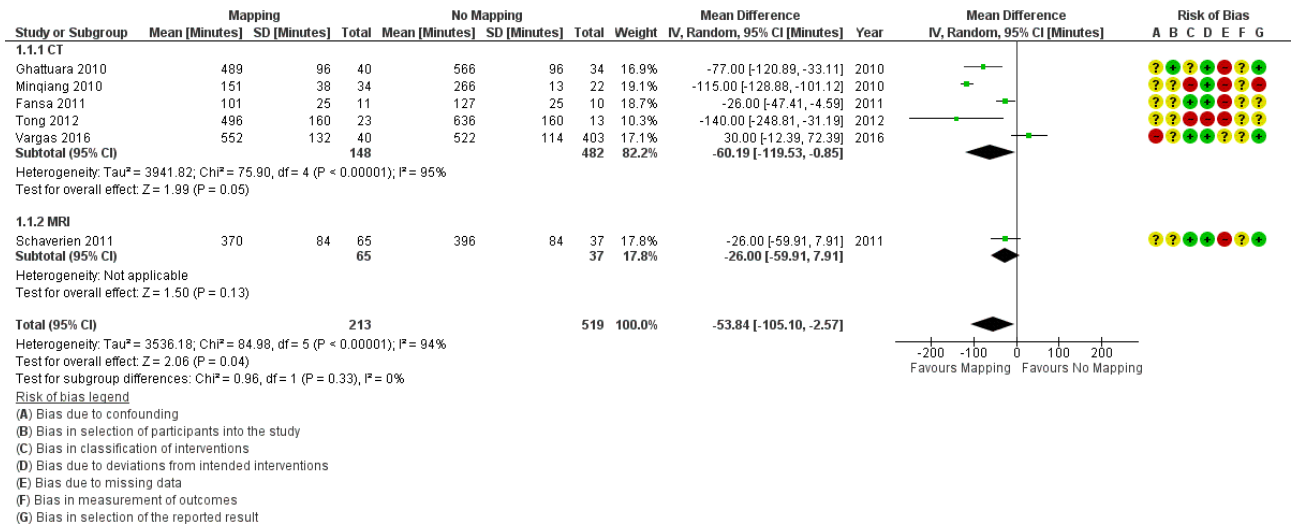 Mapping No Mapping Mean Difference Mean Difference Risk of Bias
Study or Subgroup Mean [Minutes] SD [Minutes] Total Mean [Minutes] SD [Minutes] Total Weight IV, Random, 95% CI [Minutes] Year IV, Random, 95% CI [Minutes] A B C D E F G
1.1.1 CT
Ghattuara 2010 489 96 40 566 96 34 16.9% -77.00 [-120.89, -33.11] 2010 ? + ? + - ? +
Minqiang 2010 151 38 34 266 13 22 19.1% -115.00 [-128.88, -101.12] 2010 ? ? - + - ? -
Fansa 2011 101 25 11 127 25 10 18.7% -26.00 [-47.41, -4.59] 2011 ? ? + + - ? ?
Tong 2012 496 160 23 636 160 13 10.3% -140.00 [-248.81, -31.19] 2012 ? ? - - - ? ?
Vargas 2016 552 132 40 522 114 403 17.1% 30.00 [-12.39, 72.39] 2016 - ? ? + - ? +
Subtotal (95% CI) 148 482 82.2% -60.19 [-119.53, -0.85]
Heterogeneity: Tau² = 3941.82; Chi² = 75.90, df = 4 (P < 0.00001); I² = 95%
Test for overall effect: Z = 1.99 (P = 0.05)
1.1.2 MRI
Schaverien 2011 370 84 65 396 84 37 17.8% -26.00 [-59.91, 7.91] 2011 ? ? + + - ? +
Subtotal (95% CI) 65 37 17.8% -26.00 [-59.91, 7.91]
Heterogeneity: Not applicable
Test for overall effect: Z = 1.50 (P = 0.13)
Total (95% CI) 213 519 100.0% -53.84 [-105.10, -2.57]
Heterogeneity: Tau² = 3536.18; Chi² = 84.98, df = 5 (P < 0.00001); I² = 94%
Test for overall effect: Z = 2.06 (P = 0.04)
Test for subgroup differences: Chi² = 0.96, df = 1 (P = 0.33), I² = 0%
-200 -100 0 100 200
Favours Mapping Favours No Mapping
Risk of bias legend
(A) Bias due to confounding
(B) Bias in selection of participants into the study
(C) Bias in classification of interventions
(D) Bias due to deviations from intended interventions
(E) Bias due to missing data
(F) Bias in measurement of outcomes
(G) Bias in selection of the reported result